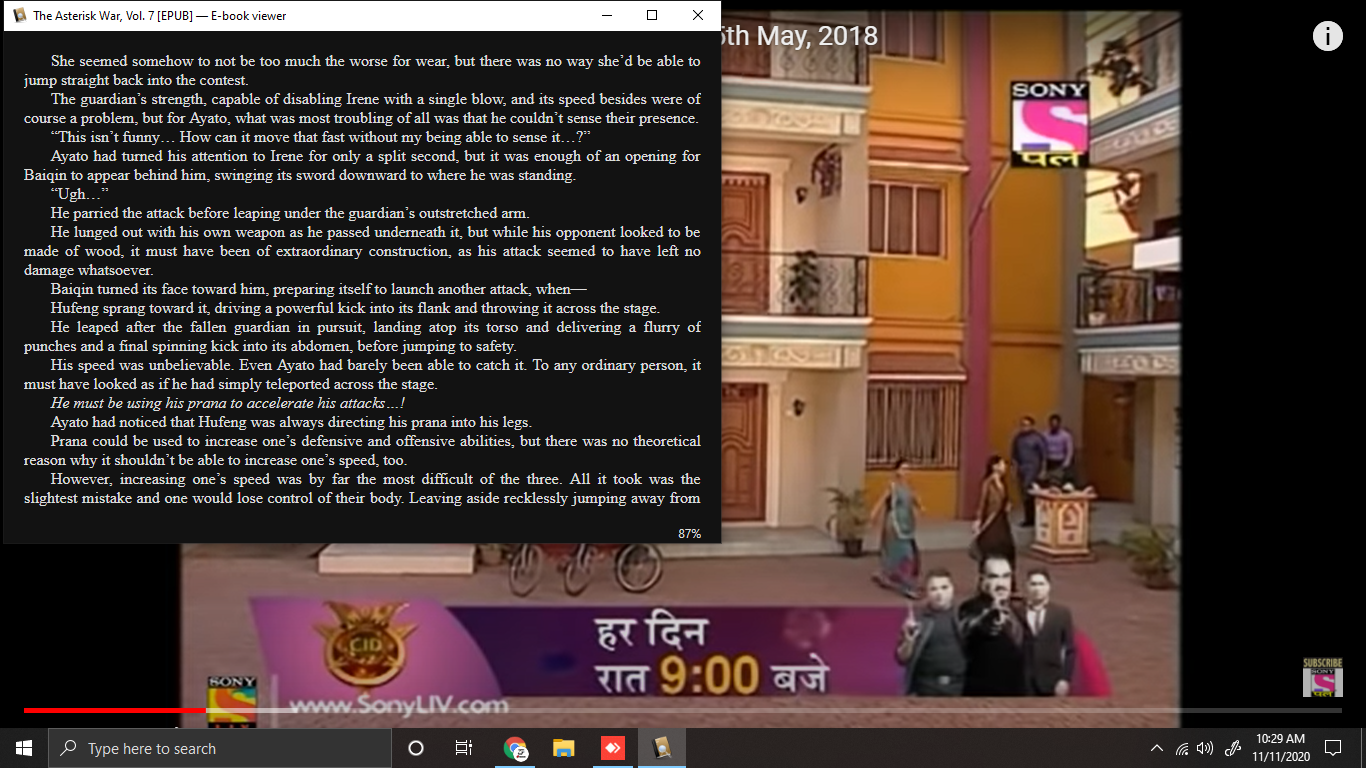 The Asterisk War, Vol. 7 [EPUB] — E-book viewer
She seemed somehow to not be too much the worse for wear, but there was no way she’d be able to
jump straight back into the contest.
The guardian’s strength, capable of disabling Irene with a single blow, and its speed besides were of
course a problem, but for Ayato, what was most troubling of all was that he couldn’t sense their presence.
“This isn’t funny… How can it move that fast without my being able to sense it…?”
Ayato had turned his attention to Irene for only a split second, but it was enough of an opening for
Baiqin to appear behind him, swinging its sword downward to where he was standing.
“Ugh…”
He parried the attack before leaping under the guardian’s outstretched arm.
He lunged out with his own weapon as he passed underneath it, but while his opponent looked to be
made of wood, it must have been of extraordinary construction, as his attack seemed to have left no
damage whatsoever.
Baiqin turned its face toward him, preparing itself to launch another attack, when—
Hufeng sprang toward it, driving a powerful kick into its flank and throwing it across the stage.
He leaped after the fallen guardian in pursuit, landing atop its torso and delivering a flurry of
punches and a final spinning kick into its abdomen, before jumping to safety.
His speed was unbelievable. Even Ayato had barely been able to catch it. To any ordinary person, it
must have looked as if he had simply teleported across the stage.
He must be using his prana to accelerate his attacks…!
Ayato had noticed that Hufeng was always directing his prana into his legs.
Prana could be used to increase one’s defensive and offensive abilities, but there was no theoretical
reason why it shouldn’t be able to increase one’s speed, too.
However, increasing one’s speed was by far the most difficult of the three. All it took was the
slightest mistake and one would lose control of their body. Leaving aside recklessly jumping away from
87%
5th May, 2018
i
SONY
पल
CID
हर दिन
रात 9:00 बजे
SONY
www.SonyLIV.com
SUBSCRIBE
SONY
पल
Type here to search
10:29 AM
11/11/2020